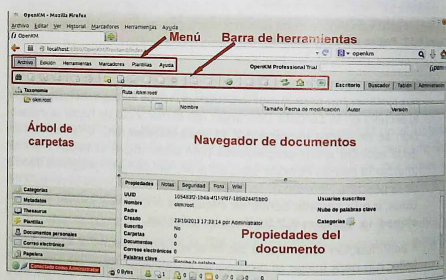 OpenKM - Mozilla Firefox
Archivo Editar Ver Historial Marcadores Herramientas Ayuda
OpenKM
Menú Barra de herramientas
localhost openkm
Archivo Edición Herramientas Marcadores Plantillas Ayuda
OpenKM Professional Trial
Escritorio Buscador Tablón Administración
Taxonomía
Ruta: /okm:root/
okm:root
Nombre Tamaño Fecha de modificación Autor Versión
Árbol de carpetas
Navegador de documentos
Propiedades Notas Seguridad Foro Wiki
UUID
Usuarios suscritos
Nombre okm:root
Nube de palabras clave
Padre
Creado 23/10/2013 17:33:14 por Administrator
Categorías
Suscrito No
Carpetas 0
Documentos 0
Correos electrónicos 0
Palabras clave
Propiedades del documento
Categorías
Metadatos
Thesaurus
Plantillas
Documentos personales
Correo electrónico
Papelera
Conectado como Administrator
0 Bytes